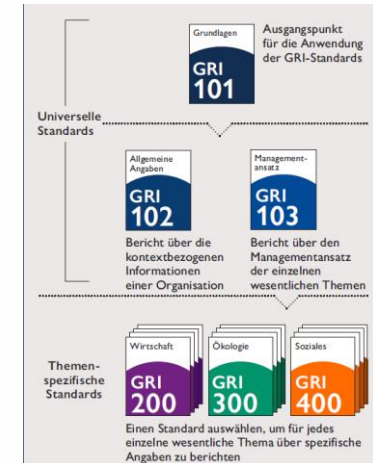 Grundlagen
GRI
101
Ausgangspunkt
für die Anwendung
der GRI-Standards
Universelle
Standards
Allgemeine
Angaben
GRI
102
Management-
ansatz
GRI
103
Bericht über die
kontextbezogenen
Informationen
einer Organisation
Bericht über den
Managementansatz
der einzelnen
wesentlichen Themen
Themen-
spezifische
Standards
Wirtschaft
GRI
200
Ökologie
GRI
300
Soziales
GRI
400
Einen Standard auswählen, um für jedes
einzelne wesentliche Thema über spezifische
Angaben zu berichten